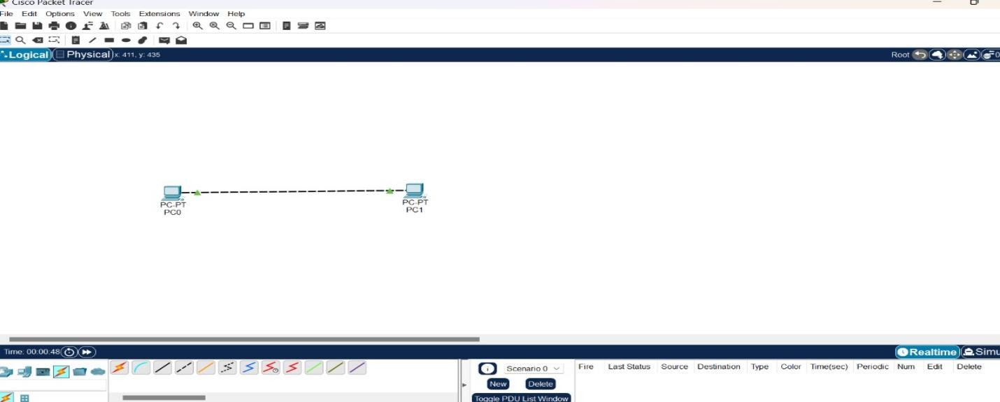 Cisco Packet Tracer
File Edit Options View Tools Extensions Window Help
Logical Physical x: 411, y: 435 Root
PC-PT
PC0
PC-PT
PC1
Time: 00:00:48 Realtime Simu
Scenario 0 Fire Last Status Source Destination Type Color Time(sec) Periodic Num Edit Delete
New Delete
Toggle PDU List Window